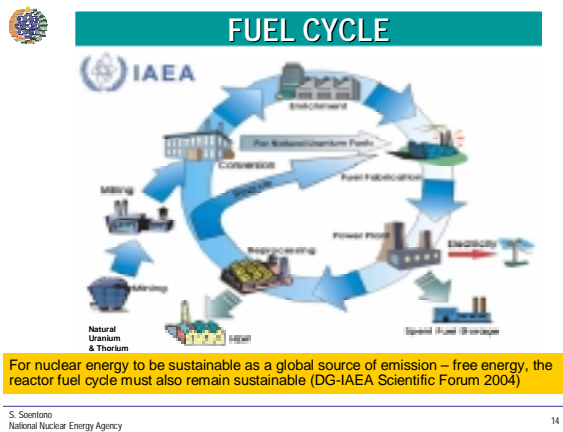 FUEL CYCLE
IAEA
Enrichment
For Natural Uranium Fuels
Conversion
Fuel Fabrication
Recycle
Milling
Power Plant
Electricity
Reprocessing
Mining
Natural
Uranium
& Thorium
HLW
Spent Fuel Storage
For nuclear energy to be sustainable as a global source of emission – free energy, the
reactor fuel cycle must also remain sustainable (DG-IAEA Scientific Forum 2004)
S. Soentono
National Nuclear Energy Agency
14